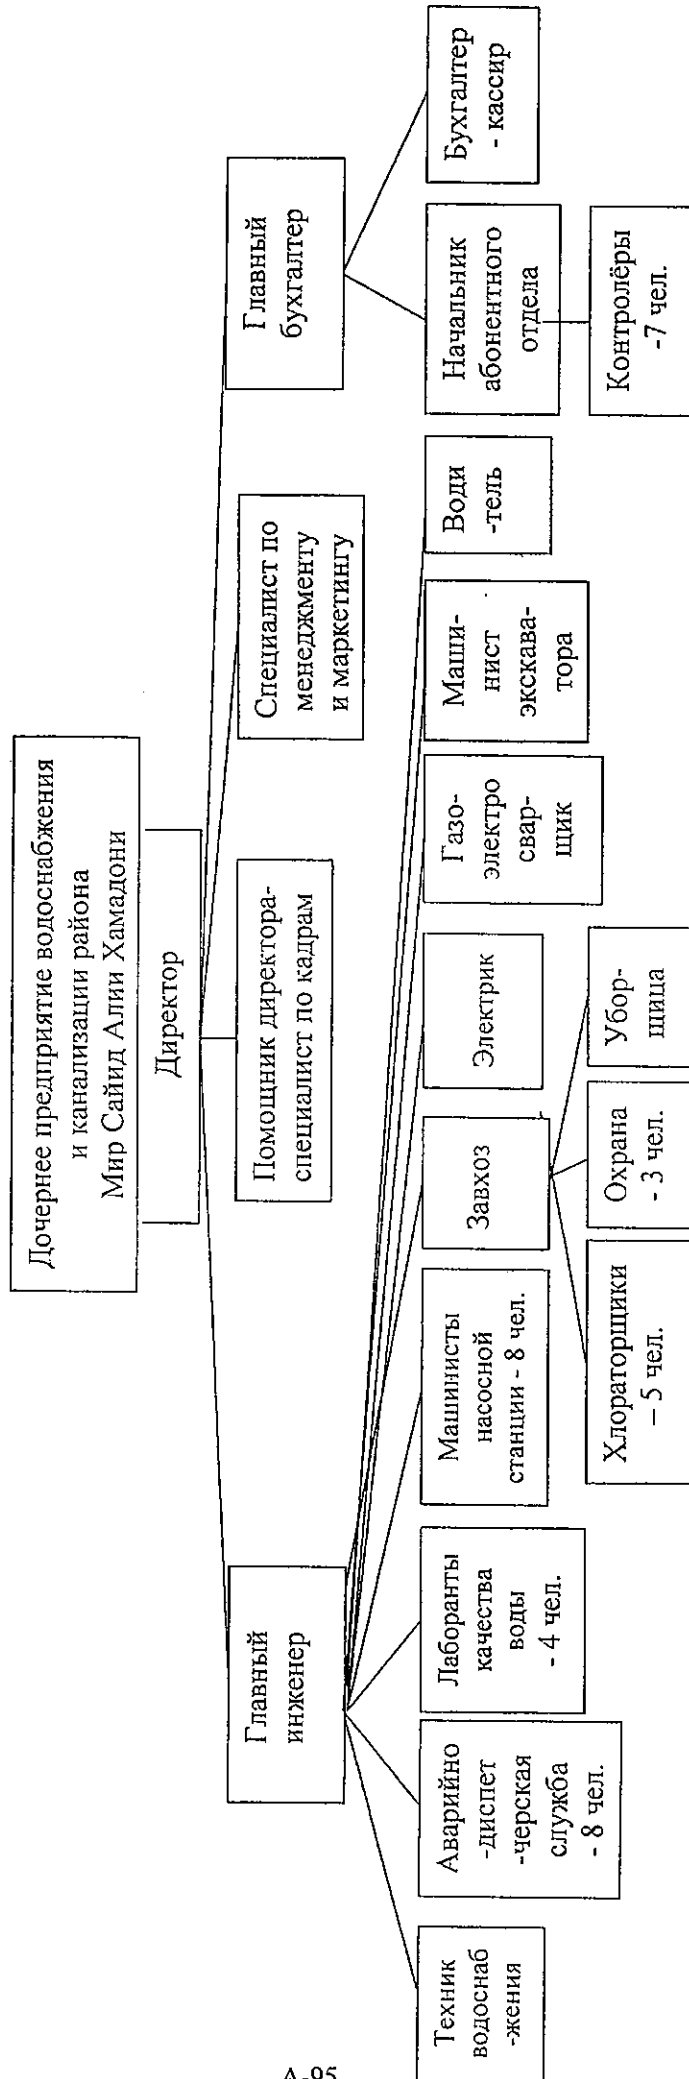 Дочернее предприятие водоснабжения
и канализации района
Мир Сайид Алии Хамадони
Директор
Главный
инженер
Помощник директора-
специалист по кадрам
Специалист по
менеджменту
и маркетингу
Главный
бухгалтер
Техник
водоснаб
-жения
Аварийно
-диспет
-черская
служба
- 8 чел.
Лаборанты
качества
воды
- 4 чел.
Машинисты
насосной
станции - 8 чел.
Завхоз
Электрик
Газо-
электро
свар-
щик
Маши-
нист
экскава-
тора
Води
-тель
Начальник
абонентного
отдела
Бухгалтер
- кассир
Хлораторщики
– 5 чел.
Охрана
- 3 чел.
Убор-
щица
Контролёры
-7 чел.
A-95